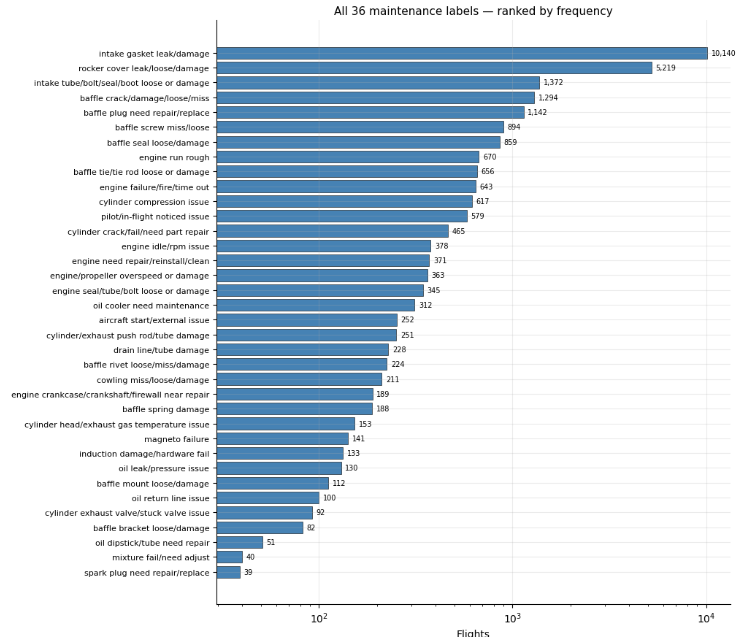 All 36 maintenance labels — ranked by frequency
intake gasket leak/damage 10,140
rocker cover leak/loose/damage 5,219
intake tube/bolt/seal/boot loose or damage 1,372
baffle crack/damage/loose/miss 1,294
baffle plug need repair/replace 1,142
baffle screw miss/loose 894
baffle seal loose/damage 859
engine run rough 670
baffle tie/tie rod loose or damage 656
engine failure/fire/time out 643
cylinder compression issue 617
pilot/in-flight noticed issue 579
cylinder crack/fail/need part repair 465
engine idle/rpm issue 378
engine need repair/reinstall/clean 371
engine/propeller overspeed or damage 363
engine seal/tube/bolt loose or damage 345
oil cooler need maintenance 312
aircraft start/external issue 252
cylinder/exhaust push rod/tube damage 251
drain line/tube damage 228
baffle rivet loose/miss/damage 224
cowling miss/loose/damage 211
engine crankcase/crankshaft/firewall near repair 189
baffle spring damage 188
cylinder head/exhaust gas temperature issue 153
magneto failure 141
induction damage/hardware fail 133
oil leak/pressure issue 130
baffle mount loose/damage 112
oil return line issue 100
cylinder exhaust valve/stuck valve issue 92
baffle bracket loose/damage 82
oil dipstick/tube need repair 51
mixture fail/need adjust 40
spark plug need repair/replace 39
10² 10³ 10⁴
Flights